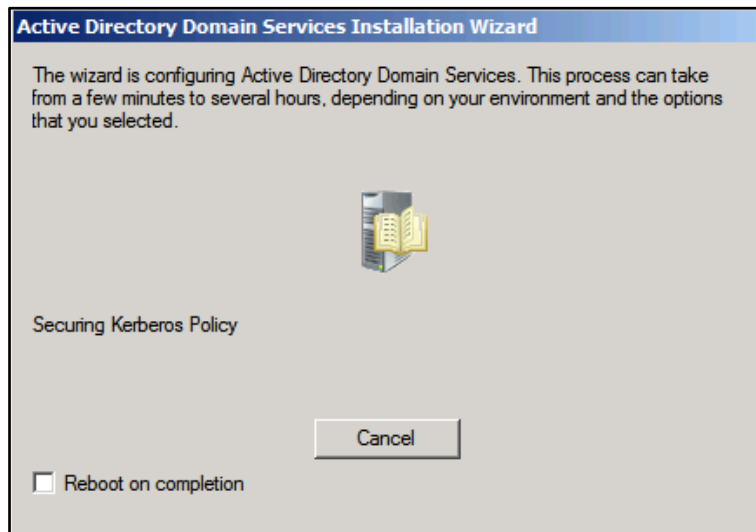 Active Directory Domain Services Installation Wizard
The wizard is configuring Active Directory Domain Services. This process can take
from a few minutes to several hours, depending on your environment and the options
that you selected.
Securing Kerberos Policy
Cancel
Reboot on completion